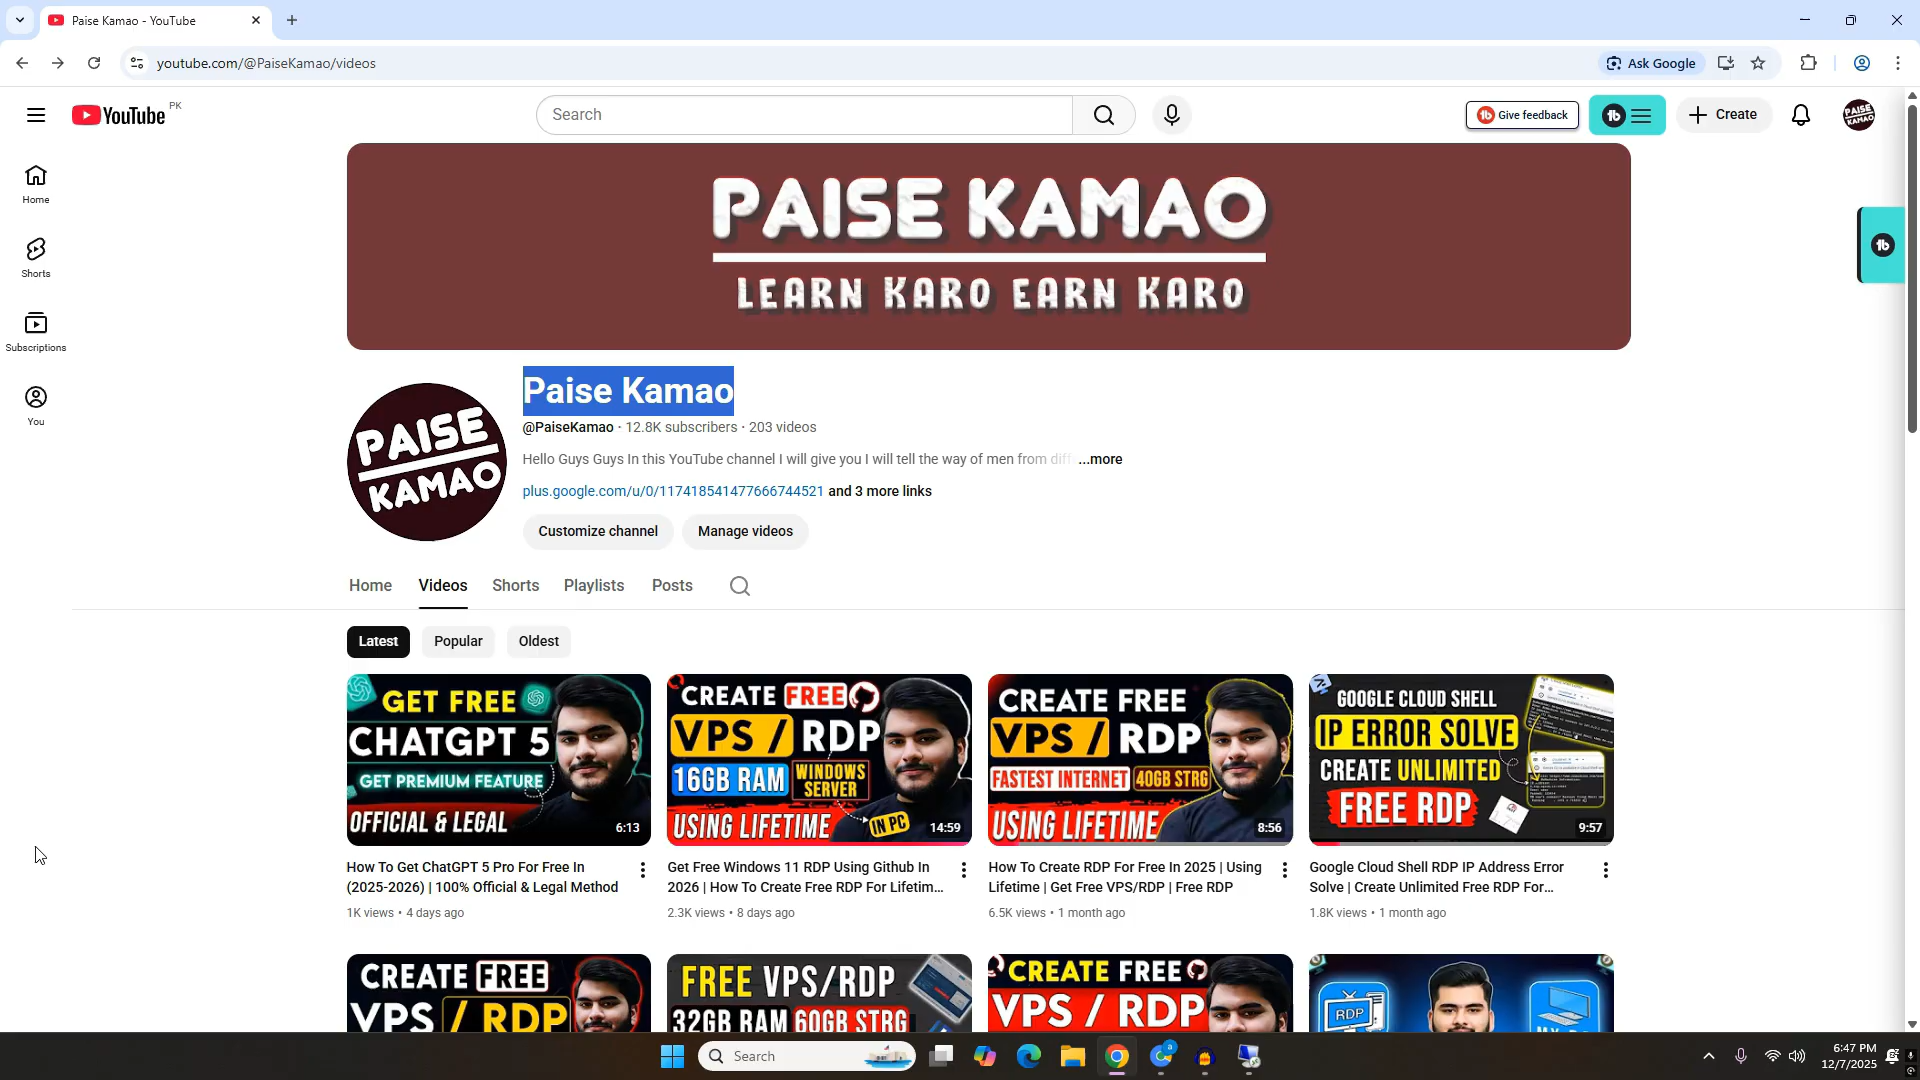 Paise Kamao - YouTube
youtube.com/@PaiseKamao/videos
Ask Google
YouTube PK
Search
Give feedback
Create
PAISE KAMAO
LEARN KARO EARN KARO
Home
Shorts
Subscriptions
You
PAISE
KAMAO
Paise Kamao
@PaiseKamao · 12.8K subscribers · 203 videos
Hello Guys Guys In this YouTube channel I will give you I will tell the way of men from diff ...more
plus.google.com/u/0/117418541477666744521 and 3 more links
Customize channel
Manage videos
Home
Videos
Shorts
Playlists
Posts
Latest
Popular
Oldest
GET FREE
CHATGPT 5
GET PREMIUM FEATURE
OFFICIAL & LEGAL
6:13
CREATE FREE
VPS / RDP
16GB RAM
WINDOWS
SERVER
USING LIFETIME
IN PC
14:59
CREATE FREE
VPS / RDP
FASTEST INTERNET
40GB STRG
USING LIFETIME
8:56
GOOGLE CLOUD SHELL
IP ERROR SOLVE
CREATE UNLIMITED
FREE RDP
9:57
How To Get ChatGPT 5 Pro For Free In
(2025-2026) | 100% Official & Legal Method
1K views • 4 days ago
Get Free Windows 11 RDP Using Github In
2026 | How To Create Free RDP For Lifetim...
2.3K views • 8 days ago
How To Create RDP For Free In 2025 | Using
Lifetime | Get Free VPS/RDP | Free RDP
6.5K views • 1 month ago
Google Cloud Shell RDP IP Address Error
Solve | Create Unlimited Free RDP For...
1.8K views • 1 month ago
CREATE FREE
VPS / RDP
FREE VPS/RDP
32GB RAM 60GB STRG
CREATE FREE
VPS / RDP
RDP
Search
6:47 PM
12/7/2025